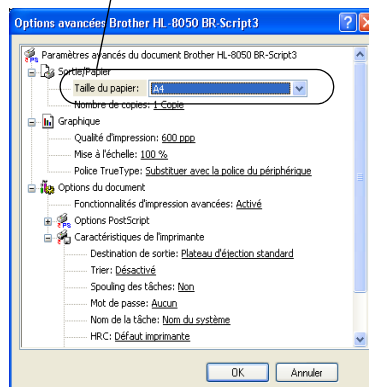 Options avancées Brother HL-8050 BR-Script3
Paramètres avancés du document Brother HL-8050 BR-Script3
Sortie/Papier
Taille du papier: A4
Nombre de copies: 1 Copie
Graphique
Qualité d'impression: 600 ppp
Mise à l'échelle: 100 %
Police TrueType: Substituer avec la police du périphérique
Options du document
Fonctionnalités d'impression avancées: Activé
Options PostScript
Caractéristiques de l'imprimante
Destination de sortie: Plateau d'éjection standard
Trier: Désactivé
Spouling des tâches: Non
Mot de passe: Aucun
Nom de la tâche: Nom du système
HRC: Défaut imprimante
OK Annuler